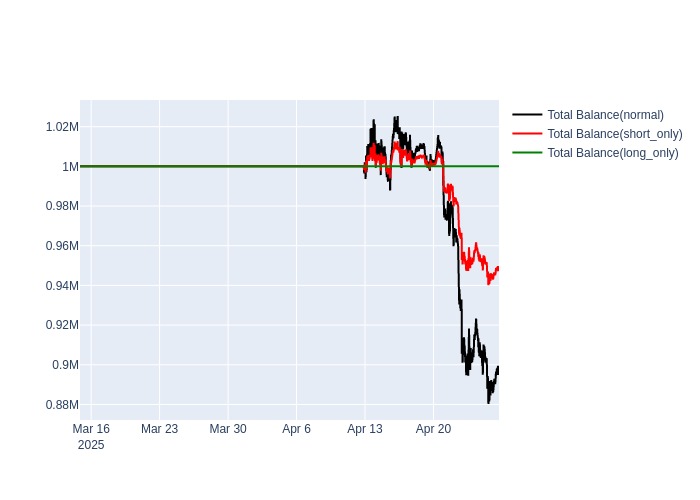 Total Balance(normal)
Total Balance(short_only)
Total Balance(long_only)
1.02M
1M
0.98M
0.96M
0.94M
0.92M
0.9M
0.88M
Mar 16 Mar 23 Mar 30 Apr 6 Apr 13 Apr 20
2025